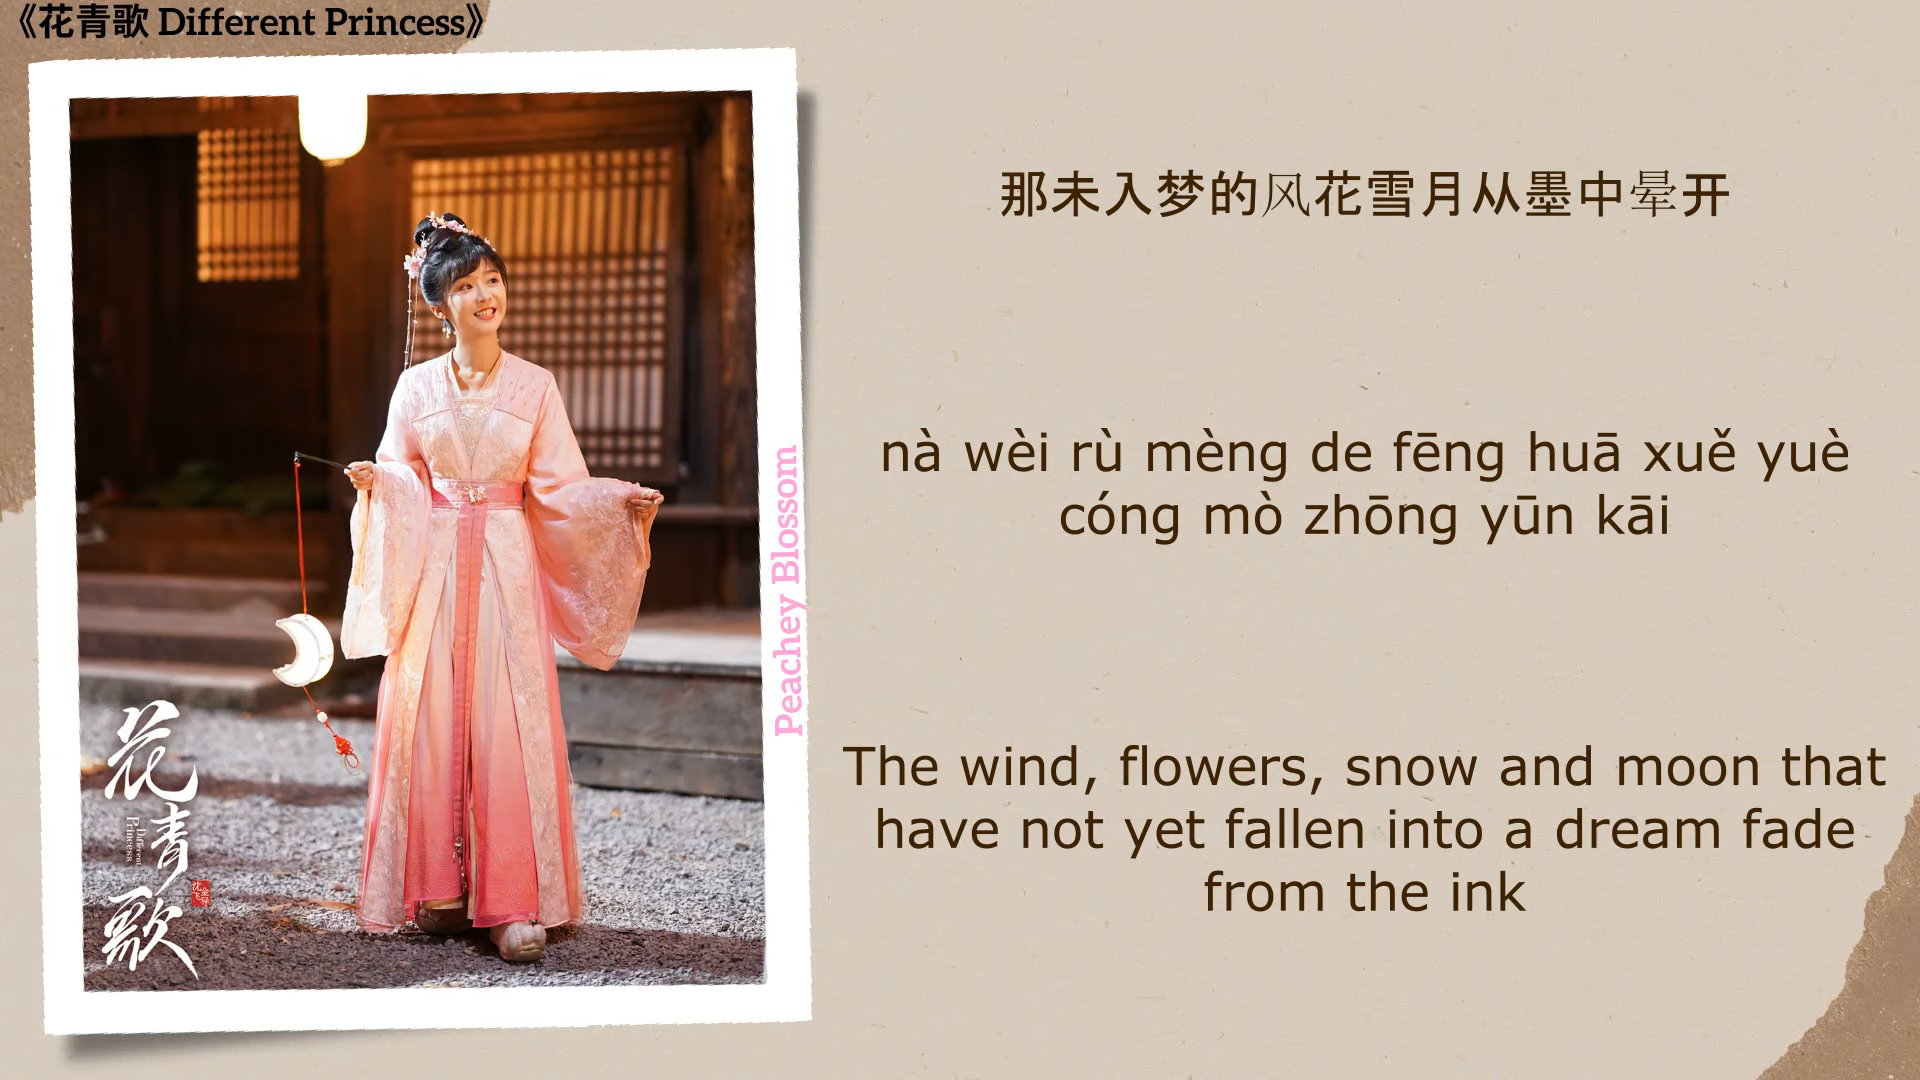 《花青歌 Different Princess》
那未入梦的风花雪月从墨中晕开
nà wèi rù mèng de fēng huā xuě yuè
cóng mò zhōng yūn kāi
The wind, flowers, snow and moon that
have not yet fallen into a dream fade
from the ink
Peachey Blossom
花青歌
Different
Princess